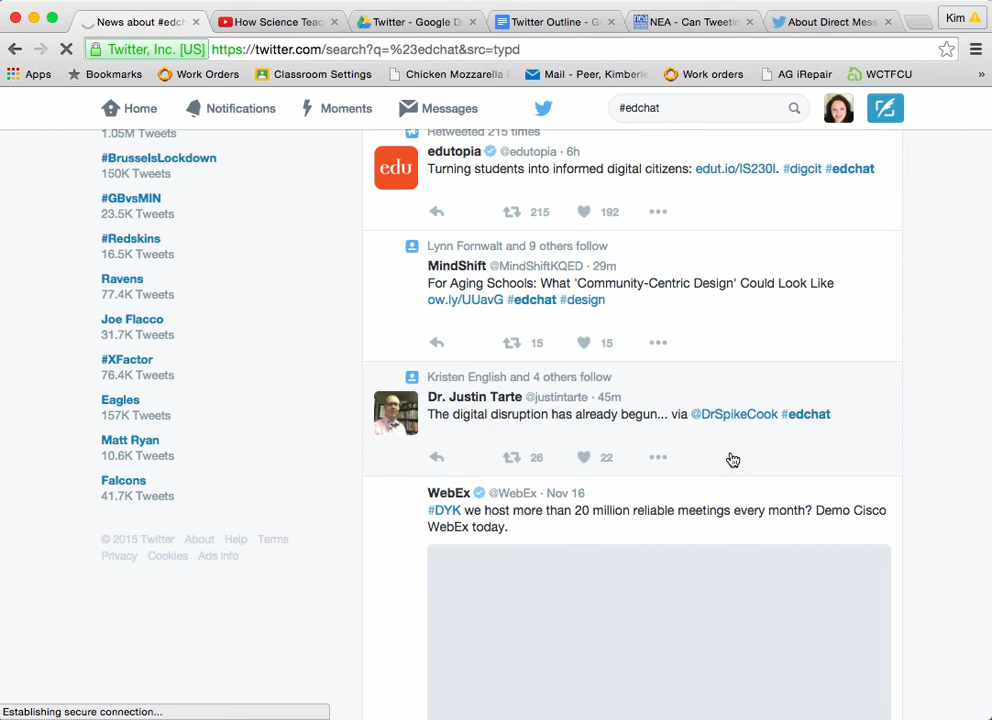 News about #edch
How Science Teac
Twitter - Google D
Twitter Outline - G
NEA - Can Tweetin
About Direct Mess
Kim
Twitter, Inc. [US]
https://twitter.com/search?q=%23edchat&src=typd
Apps
Bookmarks
Work Orders
Classroom Settings
Chicken Mozzarella
Mail - Peer, Kimberle
Work orders
AG iRepair
WCTFCU
»
Home
Notifications
Moments
Messages
#edchat
1.05M Tweets
#BrusselsLockdown
150K Tweets
#GBvsMIN
23.5K Tweets
#Redskins
16.5K Tweets
Ravens
77.4K Tweets
Joe Flacco
31.7K Tweets
#XFactor
76.4K Tweets
Eagles
157K Tweets
Matt Ryan
10.6K Tweets
Falcons
41.7K Tweets
© 2015 Twitter About Help Terms
Privacy Cookies Ads info
Retweeted 215 times
edu
edutopia @edutopia · 6h
Turning students into informed digital citizens: edut.io/IS230I. #digcit #edchat
215 192
Lynn Fornwalt and 9 others follow
MindShift @MindShiftKQED · 29m
For Aging Schools: What 'Community-Centric Design' Could Look Like
ow.ly/UUavG #edchat #design
15 15
Kristen English and 4 others follow
Dr. Justin Tarte @justintarte · 45m
The digital disruption has already begun... via @DrSpikeCook #edchat
26 22
WebEx @WebEx · Nov 16
#DYK we host more than 20 million reliable meetings every month? Demo Cisco
WebEx today.
Establishing secure connection...